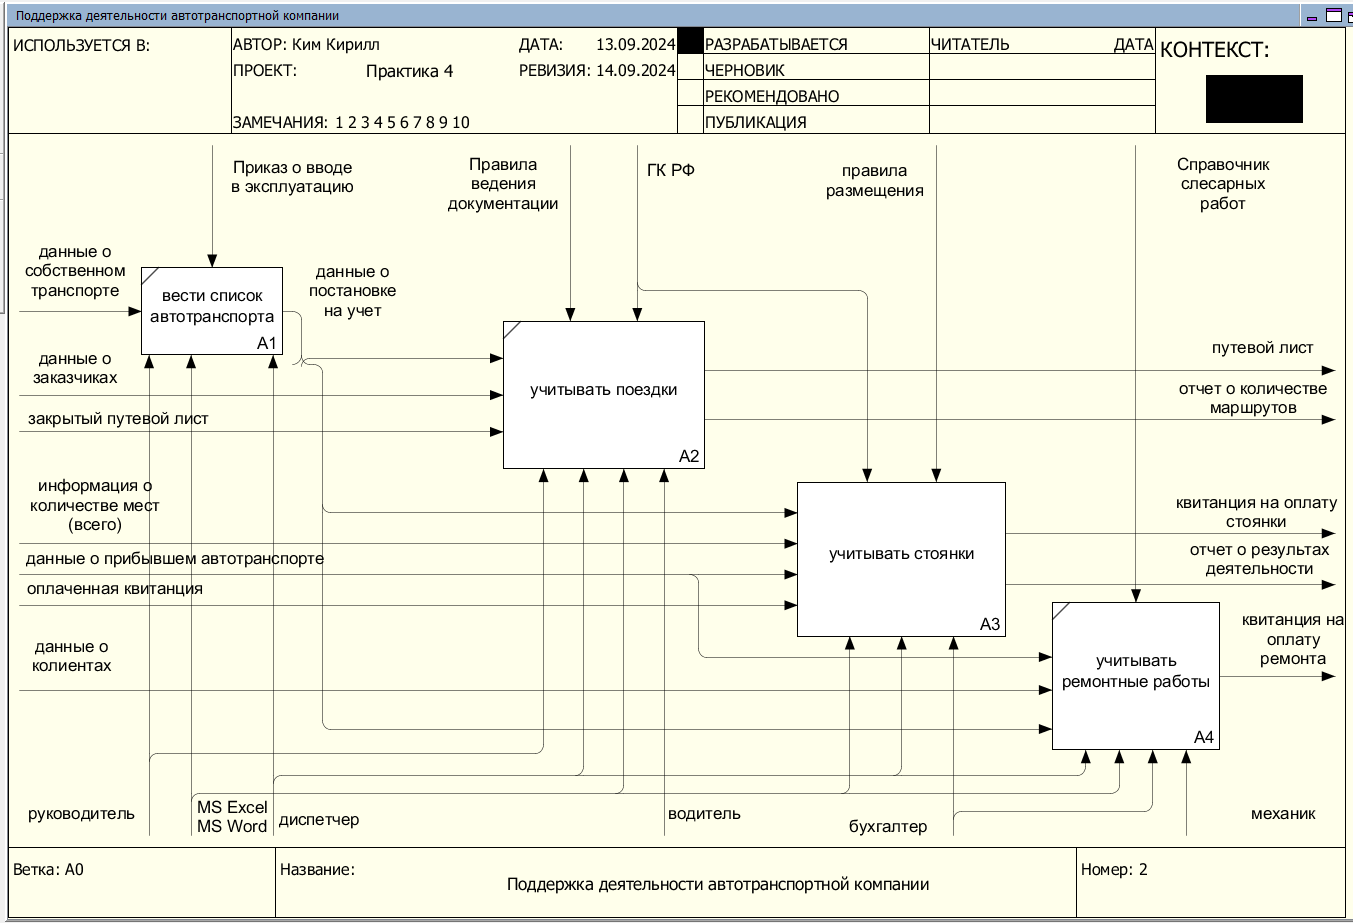 Поддержка деятельности автотранспортной компании
ИСПОЛЬЗУЕТСЯ В:
АВТОР: Ким Кирилл
ДАТА: 13.09.2024
РАЗРАБАТЫВАЕТСЯ
ЧИТАТЕЛЬ
ДАТА
КОНТЕКСТ:
ПРОЕКТ: Практика 4
РЕВИЗИЯ: 14.09.2024
ЧЕРНОВИК
РЕКОМЕНДОВАНО
ЗАМЕЧАНИЯ: 1 2 3 4 5 6 7 8 9 10
ПУБЛИКАЦИЯ
Приказ о вводе
в эксплуатацию
Правила
ведения
документации
ГК РФ
правила
размещения
Справочник
слесарных
работ
данные о
собственном
транспорте
вести список
автотранспорта
A1
данные о
постановке
на учет
данные о
заказчиках
закрытый путевой лист
учитывать поездки
A2
путевой лист
отчет о количестве
маршрутов
информация о
количестве мест
(всего)
данные о прибывшем автотранспорте
оплаченная квитанция
учитывать стоянки
A3
квитанция на оплату
стоянки
отчет о результах
деятельности
данные о
колиентах
учитывать
ремонтные работы
A4
квитанция на
оплату
ремонта
руководитель
MS Excel
MS Word
диспетчер
водитель
бухгалтер
механик
Ветка: A0
Название:
Поддержка деятельности автотранспортной компании
Номер: 2